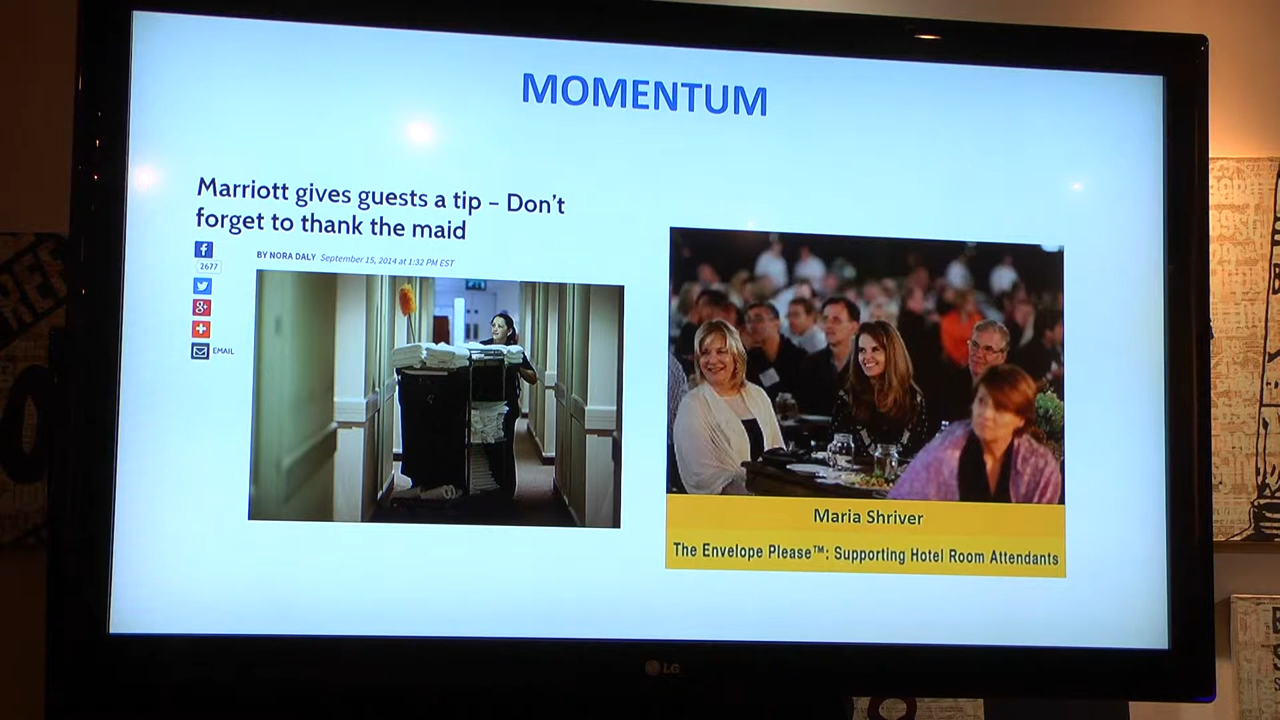 MOMENTUM
Marriott gives guests a tip – Don't
forget to thank the maid
BY NORA DALY September 15, 2014 at 1:32 PM EST
2677
EMAIL
Maria Shriver
The Envelope Please™: Supporting Hotel Room Attendants
LG